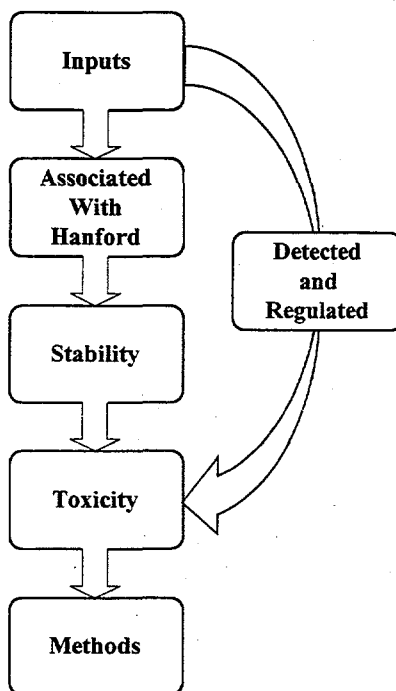 Inputs
Associated
With
Hanford
Detected
and
Regulated
Stability
Toxicity
Methods